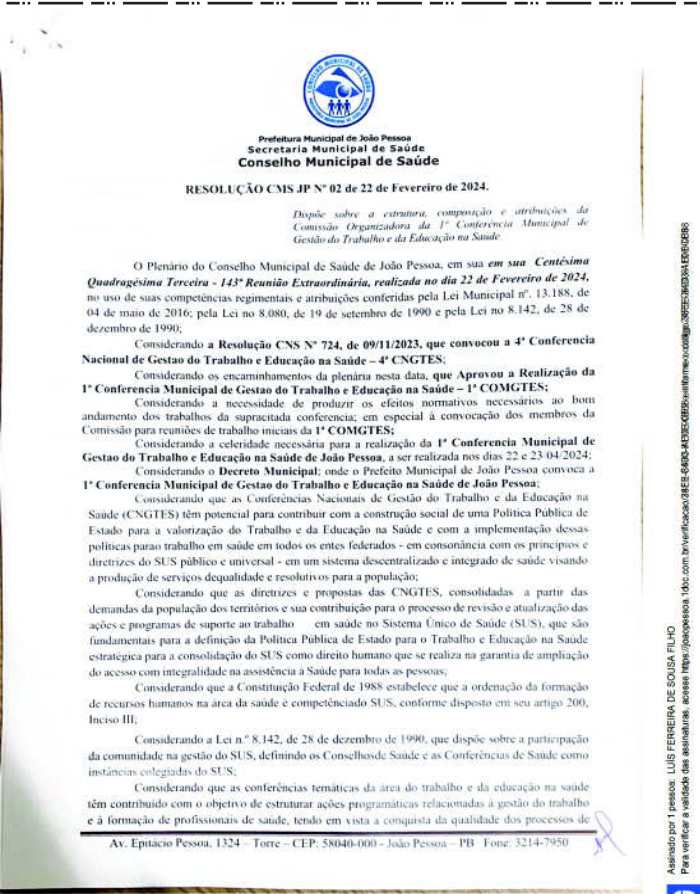 CONSELHO MUNICIPAL DE SAÚDE
PREFEITURA MUNICIPAL DE JOÃO PESSOA
Prefeitura Municipal de João Pessoa
Secretaria Municipal de Saúde
Conselho Municipal de Saúde
RESOLUÇÃO CMS JP Nº 02 de 22 de Fevereiro de 2024.
Dispõe sobre a estrutura, composição e atribuições da
Comissão Organizadora da 1ª Conferência Municipal de
Gestão do Trabalho e da Educação na Saúde.
O Plenário do Conselho Municipal de Saúde de João Pessoa, em sua em sua Centésima
Quadragésima Terceira - 143ª Reunião Extraordinária, realizada no dia 22 de Fevereiro de 2024,
no uso de suas competências regimentais e atribuições conferidas pela Lei Municipal nº. 13.188, de
04 de maio de 2016; pela Lei no 8.080, de 19 de setembro de 1990 e pela Lei no 8.142, de 28 de
dezembro de 1990;
Considerando a Resolução CNS Nº 724, de 09/11/2023, que convocou a 4ª Conferencia
Nacional de Gestao do Trabalho e Educação na Saúde – 4ª CNGTES;
Considerando os encaminhamentos da plenária nesta data, que Aprovou a Realização da
1ª Conferencia Municipal de Gestao do Trabalho e Educação na Saúde – 1ª COMGTES;
Considerando a necessidade de produzir os efeitos normativos necessários ao bom
andamento dos trabalhos da supracitada conferencia; em especial à convocação dos membros da
Comissão para reuniões de trabalho iniciais da 1ª COMGTES;
Considerando a celeridade necessária para a realização da 1ª Conferencia Municipal de
Gestao do Trabalho e Educação na Saúde de João Pessoa, a ser realizada nos dias 22 e 23/04/2024;
Considerando o Decreto Municipal; onde o Prefeito Municipal de João Pessoa convoca a
1ª Conferencia Municipal de Gestao do Trabalho e Educação na Saúde de João Pessoa;
Considerando que as Conferências Nacionais de Gestão do Trabalho e da Educação na
Saúde (CNGTES) têm potencial para contribuir com a construção social de uma Política Pública de
Estado para a valorização do Trabalho e da Educação na Saúde e com a implementação dessas
políticas parao trabalho em saúde em todos os entes federados - em consonância com os princípios e
diretrizes do SUS público e universal - em um sistema descentralizado e integrado de saúde visando
a produção de serviços dequalidade e resolutivos para a população;
Considerando que as diretrizes e propostas das CNGTES, consolidadas a partir das
demandas da população dos territórios e sua contribuição para o processo de revisão e atualização das
ações e programas de suporte ao trabalho em saúde no Sistema Único de Saúde (SUS), que são
fundamentais para a definição da Política Pública de Estado para o Trabalho e Educação na Saúde
estratégica para a consolidação do SUS como direito humano que se realiza na garantia de ampliação
do acesso com integralidade na assistência à Saúde para todas as pessoas;
Considerando que a Constituição Federal de 1988 estabelece que a ordenação da formação
de recursos humanos na área da saúde é competênciado SUS, conforme disposto em seu artigo 200,
Inciso III;
Considerando a Lei n.º 8.142, de 28 de dezembro de 1990, que dispõe sobre a participação
da comunidade na gestão do SUS, definindo os Conselhosde Saúde e as Conferências de Saúde como
instâncias colegiadas do SUS;
Considerando que as conferências temáticas da área do trabalho e da educação na saúde
têm contribuído com o objetivo de estruturar ações programáticas relacionadas à gestão do trabalho
e à formação de profissionais de saúde, tendo em vista a conquista da qualidade dos processos de
Av. Epitácio Pessoa, 1324 – Torre – CEP: 58040-000 - João Pessoa – PB Fone: 3214-7950
Assinado por 1 pessoa: LUÍS FERREIRA DE SOUSA FILHO
Para verificar a validade das assinaturas, acesse https://joaopessoa.1doc.com.br/verificacao/